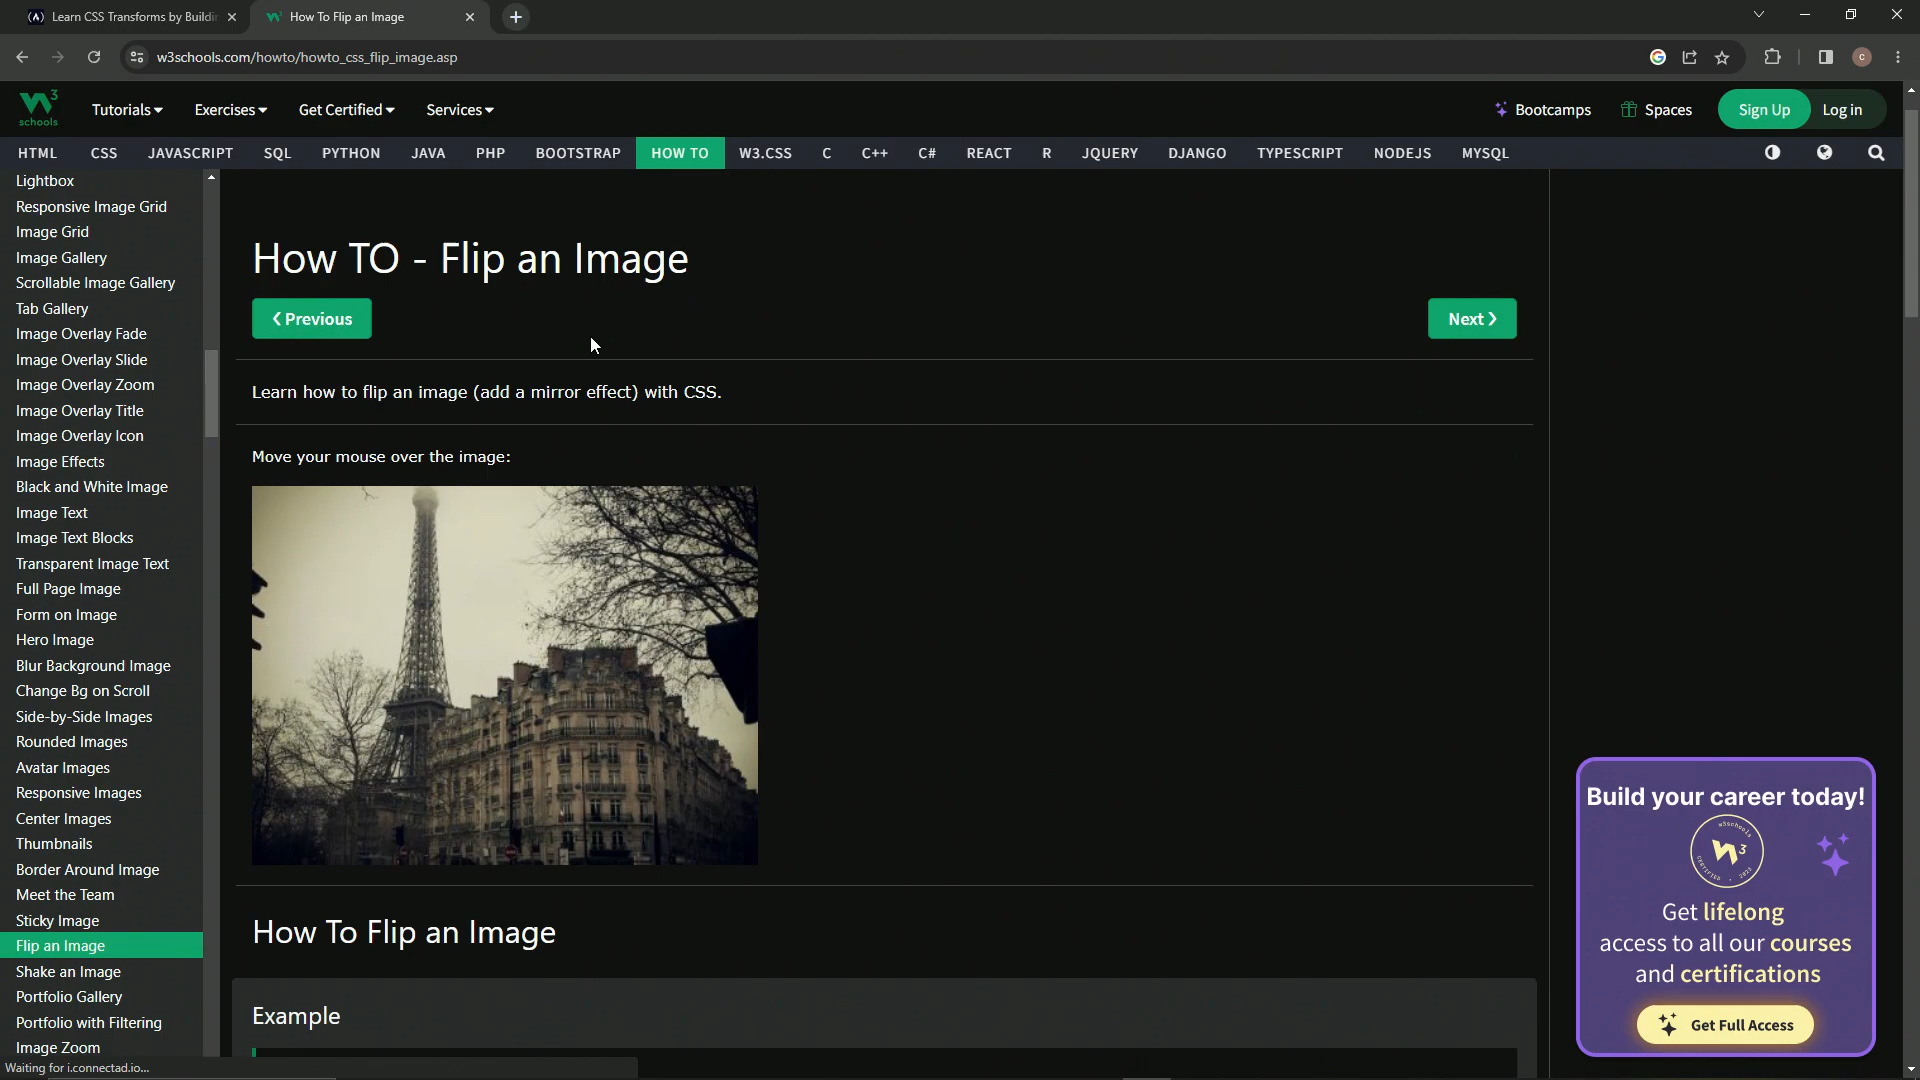 Learn CSS Transforms by Buildin
How To Flip an Image
w3schools.com/howto/howto_css_flip_image.asp
C
3
schools
Tutorials
Exercises
Get Certified
Services
Bootcamps
Spaces
Sign Up
Log in
HTML
CSS
JAVASCRIPT
SQL
PYTHON
JAVA
PHP
BOOTSTRAP
HOW TO
W3.CSS
C
C++
C#
REACT
R
JQUERY
DJANGO
TYPESCRIPT
NODEJS
MYSQL
Lightbox
Responsive Image Grid
Image Grid
Image Gallery
Scrollable Image Gallery
Tab Gallery
Image Overlay Fade
Image Overlay Slide
Image Overlay Zoom
Image Overlay Title
Image Overlay Icon
Image Effects
Black and White Image
Image Text
Image Text Blocks
Transparent Image Text
Full Page Image
Form on Image
Hero Image
Blur Background Image
Change Bg on Scroll
Side-by-Side Images
Rounded Images
Avatar Images
Responsive Images
Center Images
Thumbnails
Border Around Image
Meet the Team
Sticky Image
Flip an Image
Shake an Image
Portfolio Gallery
Portfolio with Filtering
Image Zoom
Waiting for i.connectad.io...
How TO - Flip an Image
❮ Previous
Next ❯
Learn how to flip an image (add a mirror effect) with CSS.
Move your mouse over the image:
How To Flip an Image
Example
Build your career today!
w3schools
3
CERTIFIED
Get lifelong
access to all our courses
and certifications
Get Full Access